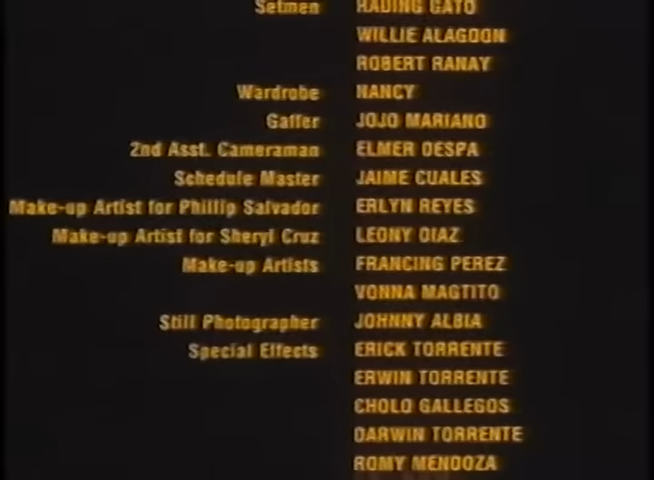 Setmen RADING GATO
WILLIE ALAGDON
ROBERT RANAY
Wardrobe NANCY
Gaffer JOJO MARIANO
2nd Asst. Cameraman ELMER DESPA
Schedule Master JAIME CUALES
Make-up Artist for Phillip Salvador ERLYN REYES
Make-up Artist for Sheryl Cruz LEONY DIAZ
Make-up Artists FRANCING PEREZ
VONNA MAGTITO
Still Photographer JOHNNY ALBIA
Special Effects ERICK TORRENTE
ERWIN TORRENTE
CHOLO GALLEGOS
DARWIN TORRENTE
ROMY MENDOZA